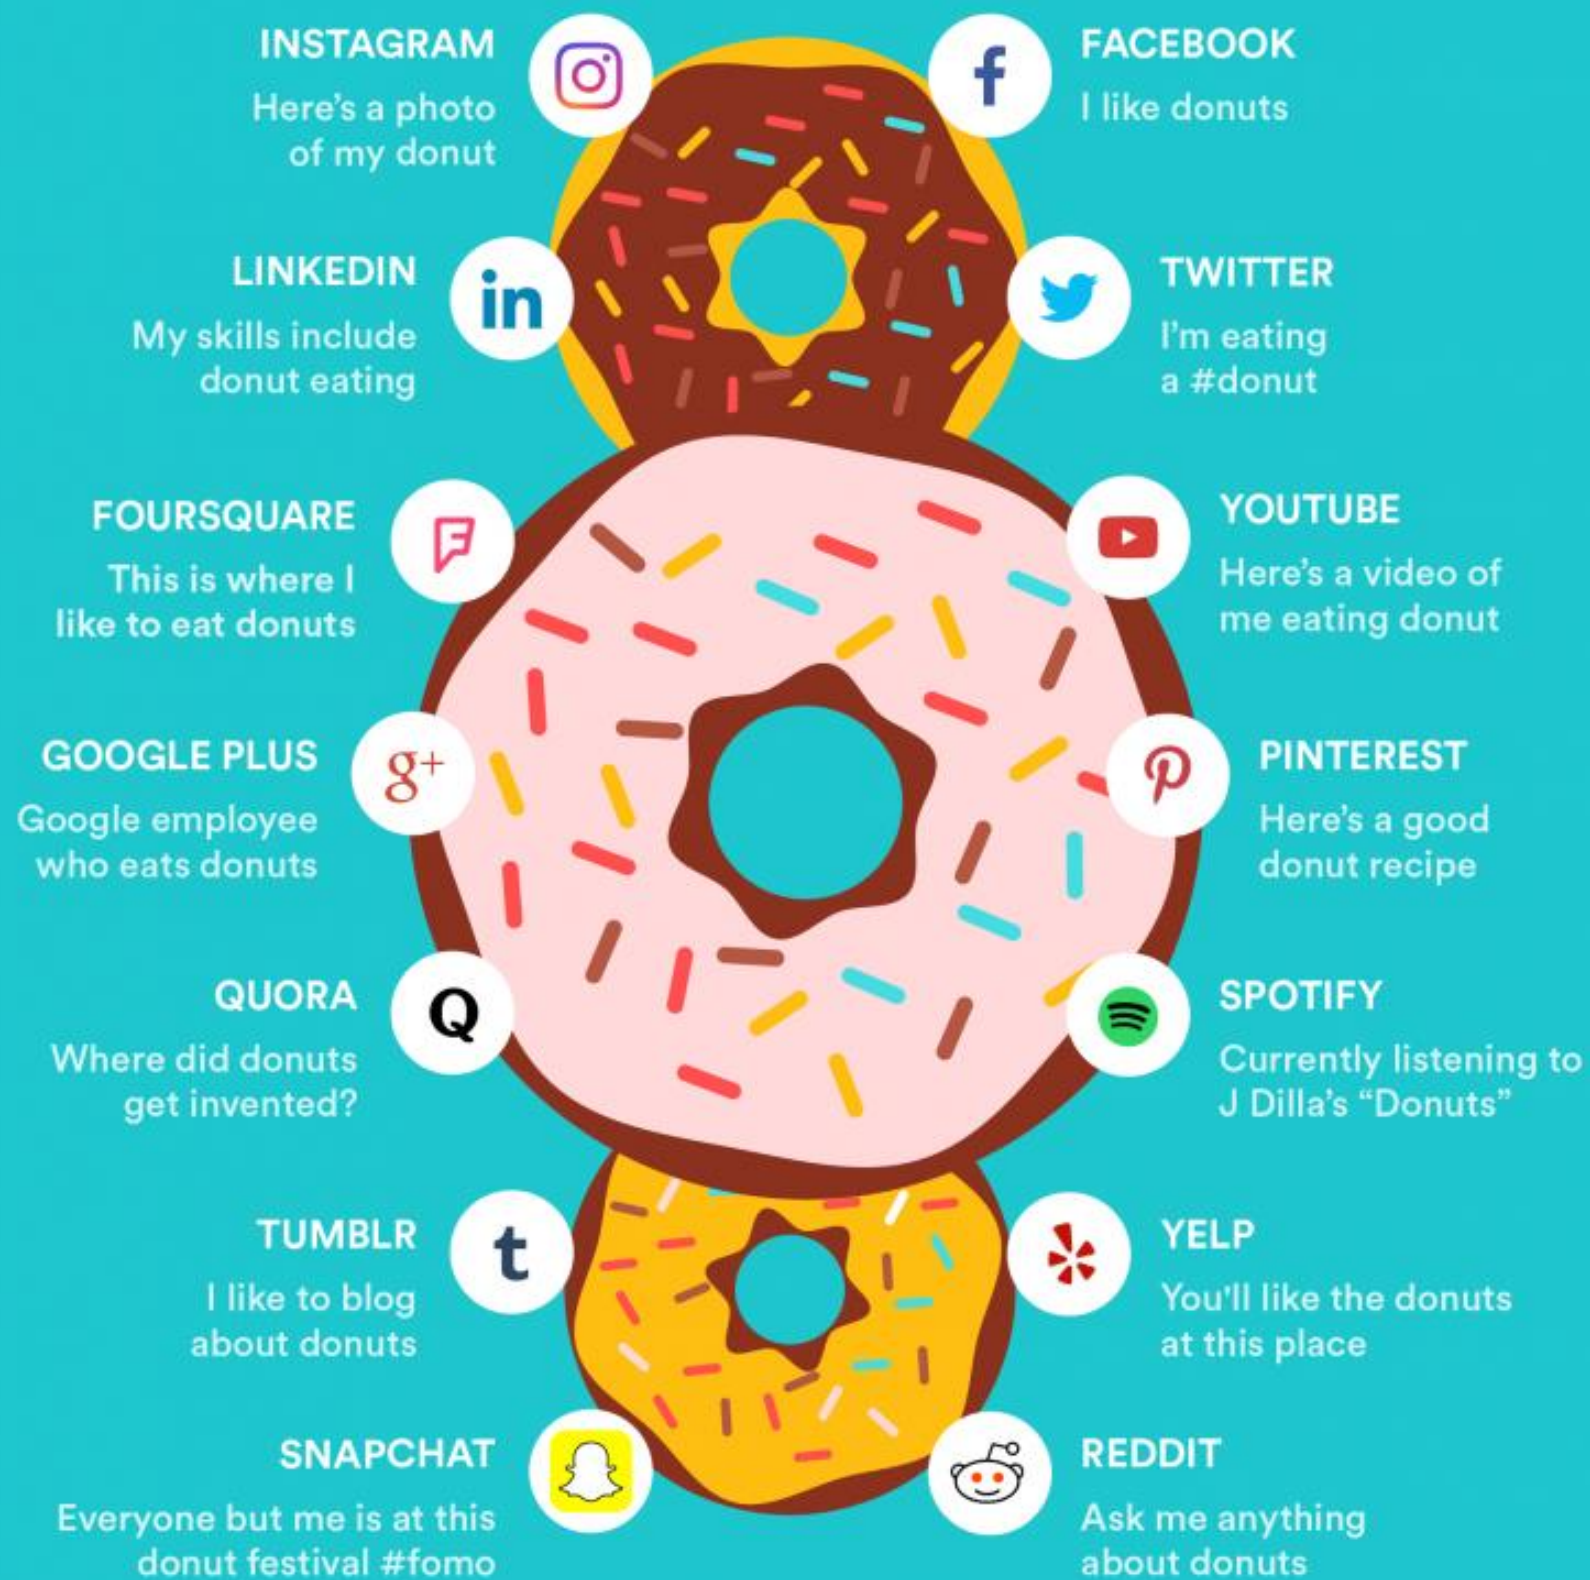 INSTAGRAM
Here's a photo
of my donut
FACEBOOK
f
I like donuts
LINKEDIN
in
My skills include
donut eating
TWITTER
I'm eating
a #donut
FOURSQUARE
F
This is where I
like to eat donuts
YOUTUBE
Here's a video of
me eating donut
GOOGLE PLUS
g+
Google employee
who eats donuts
PINTEREST
P
Here's a good
donut recipe
QUORA
Q
Where did donuts
get invented?
SPOTIFY
Currently listening to
J Dilla's “Donuts”
TUMBLR
t
I like to blog
about donuts
YELP
You'll like the donuts
at this place
SNAPCHAT
Everyone but me is at this
donut festival #fomo
REDDIT
Ask me anything
about donuts